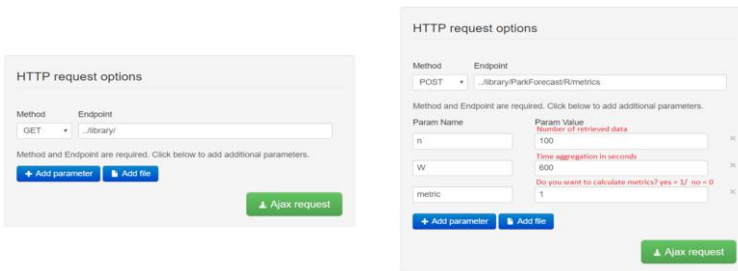 HTTP request options
Method Endpoint
GET ../library/
Method and Endpoint are required. Click below to add additional parameters.
Add parameter Add file
Ajax request
HTTP request options
Method Endpoint
POST ../library/ParkForecast/R/metrics
Method and Endpoint are required. Click below to add additional parameters.
Param Name Param Value
Number of retrieved data
n 100
Time aggregation in seconds
W 600
Do you want to calculate metrics? yes = 1/ no = 0
metric 1
Add parameter Add file
Ajax request